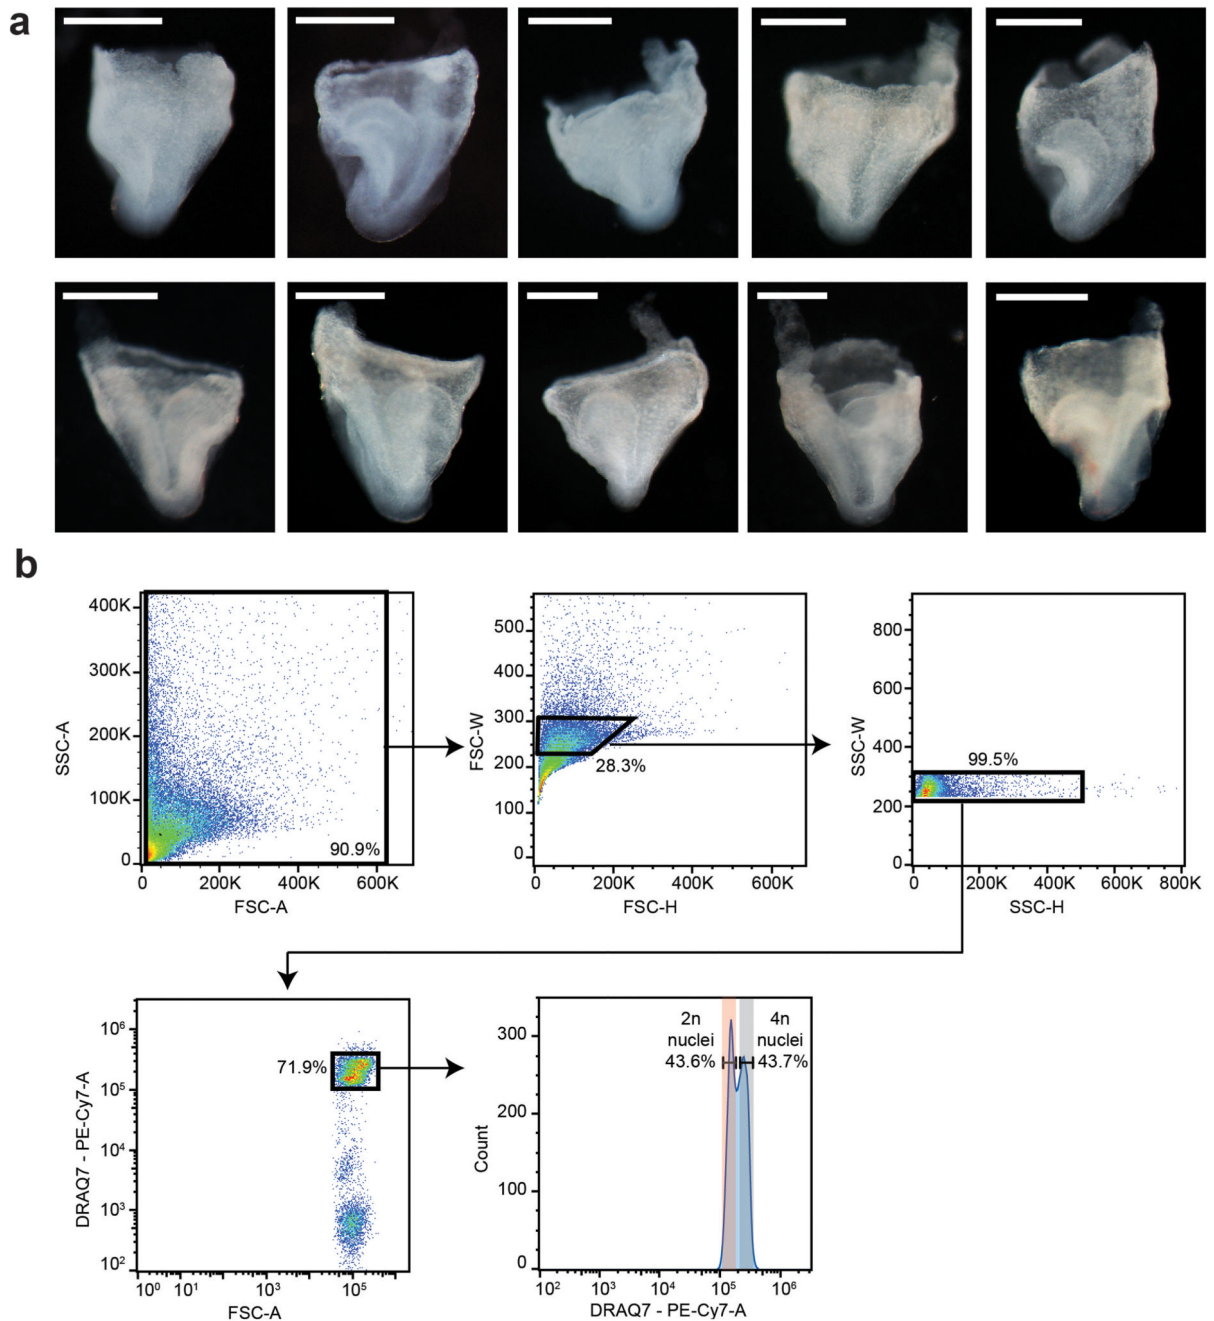 a
b
400K
300K
200K
100K
0
SSC-A
90.9%
0 200K 400K 600K
FSC-A
500
400
300
200
100
0
FSC-W
28.3%
0 200K 400K 600K
FSC-H
800
600
400
200
0
SSC-W
99.5%
0 200K 400K 600K 800K
SSC-H
10⁶
10⁵
10⁴
10³
10²
DRAQ7 - PE-Cy7-A
71.9%
10⁰ 10¹ 10³ 10⁵
FSC-A
300
200
100
0
Count
2n nuclei 43.6%
4n nuclei 43.7%
10² 10³ 10⁴ 10⁵ 10⁶
DRAQ7 - PE-Cy7-A